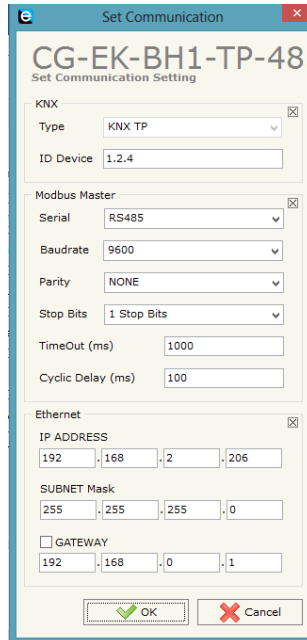 Set Communication
CG-EK-BH1-TP-48
Set Communication Setting
KNX
Type KNX TP
ID Device 1.2.4
Modbus Master
Serial RS485
Baudrate 9600
Parity NONE
Stop Bits 1 Stop Bits
TimeOut (ms) 1000
Cyclic Delay (ms) 100
Ethernet
IP ADDRESS
192 . 168 . 2 . 206
SUBNET Mask
255 . 255 . 255 . 0
GATEWAY
192 . 168 . 0 . 1
OK Cancel